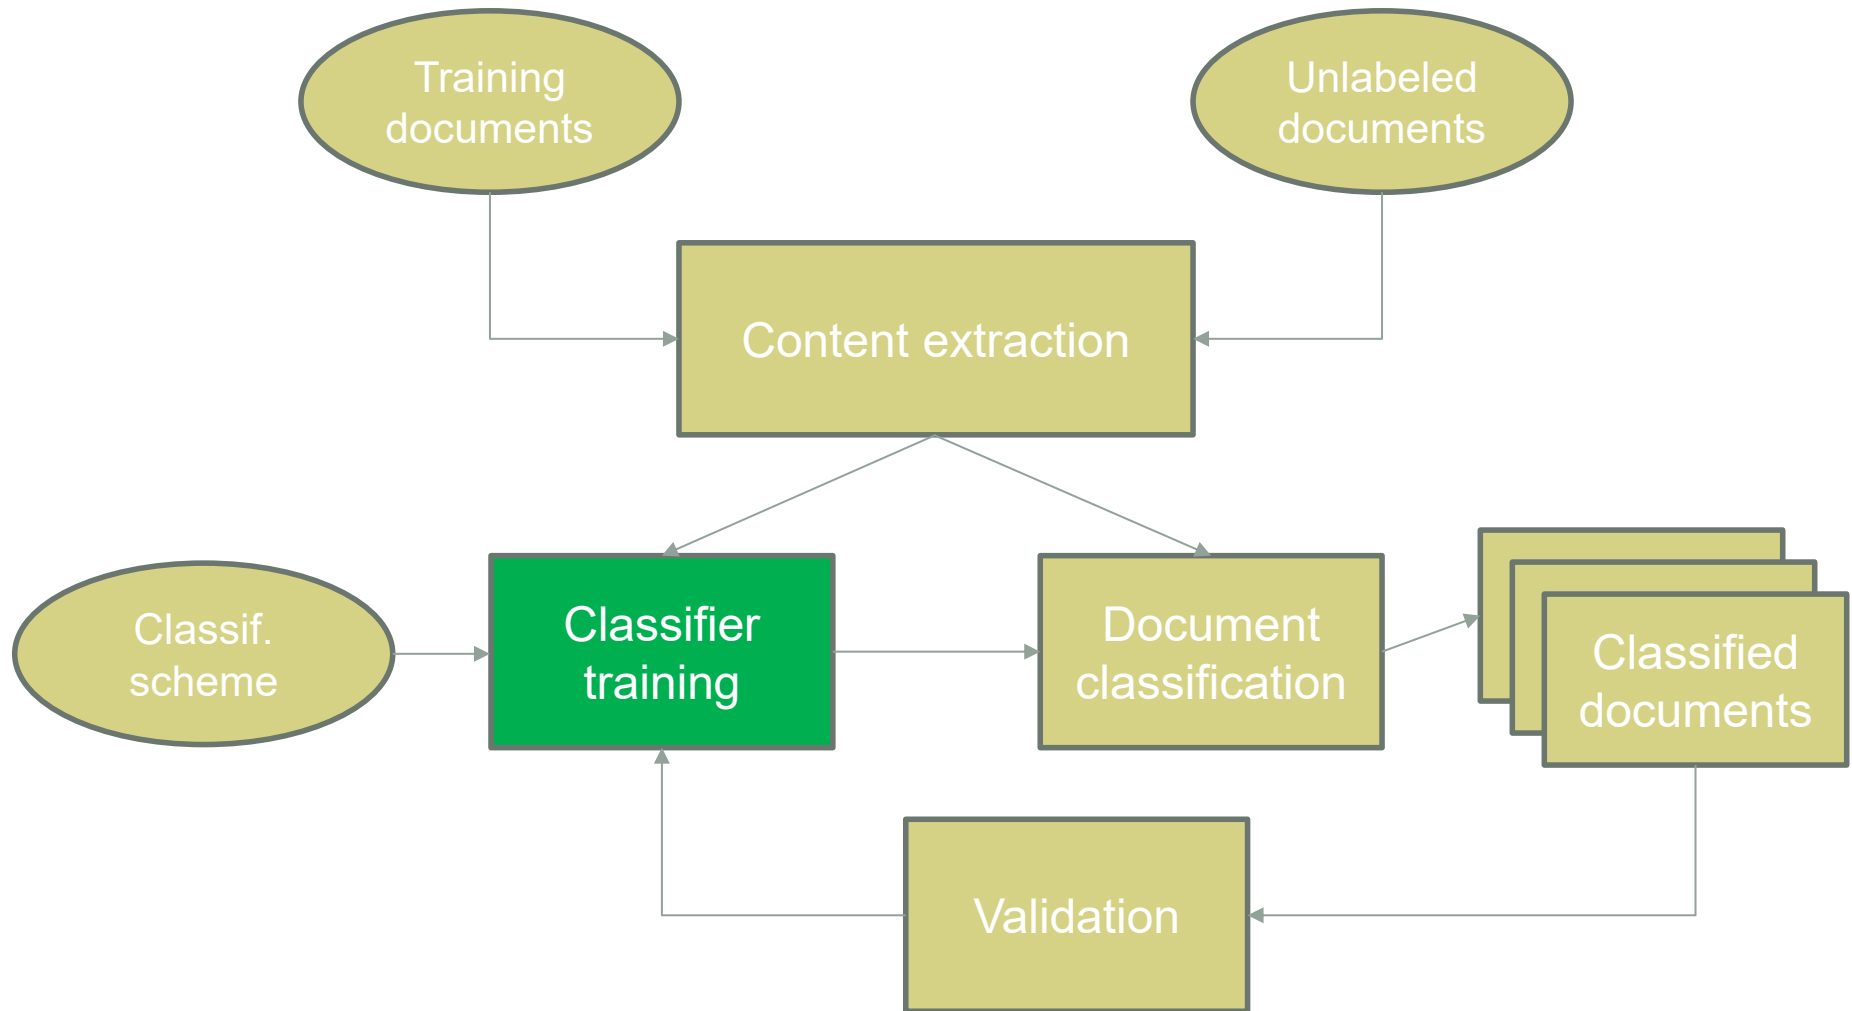 Training
documents
Unlabeled
documents
Content extraction
Classif.
scheme
Classifier
training
Document
classification
Classified
documents
Validation